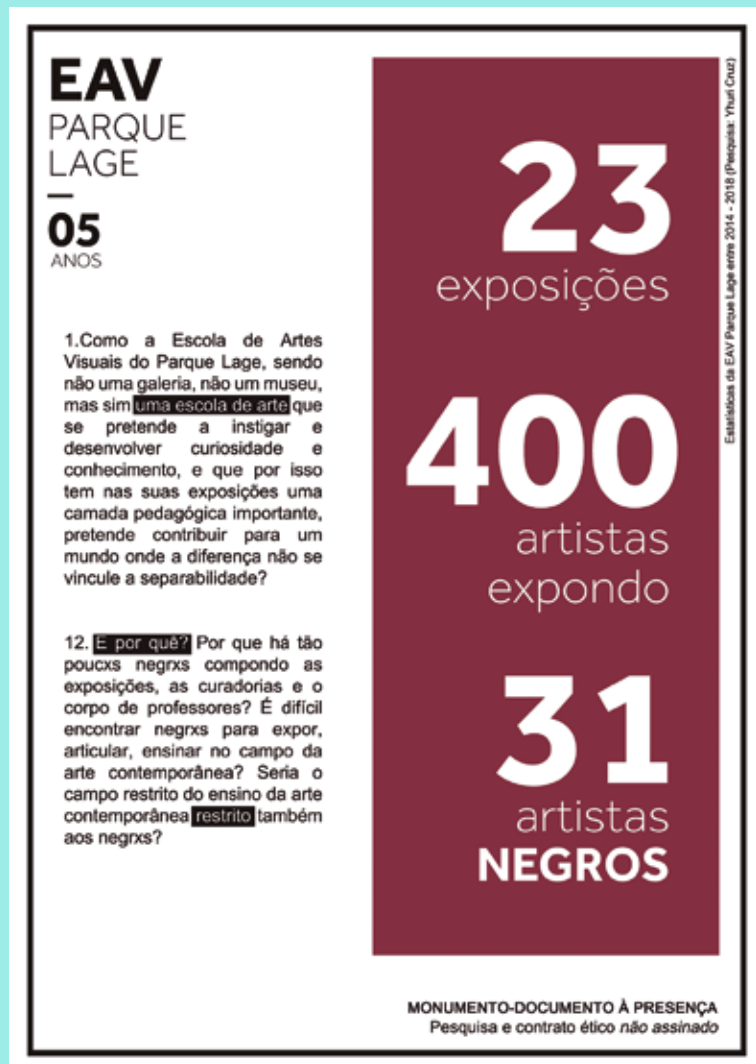 EAV
PARQUE
LAGE
05
ANOS
1.Como a Escola de Artes
Visuais do Parque Lage, sendo
não uma galeria, não um museu,
mas sim uma escola de arte que
se pretende a instigar e
desenvolver curiosidade e
conhecimento, e que por isso
tem nas suas exposições uma
camada pedagógica importante,
pretende contribuir para um
mundo onde a diferença não se
vincule a separabilidade?
12. E por quê? Por que há tão
poucxs negrxs compondo as
exposições, as curadorias e o
corpo de professores? É difícil
encontrar negrxs para expor,
articular, ensinar no campo da
arte contemporânea? Seria o
campo restrito do ensino da arte
contemporânea restrito também
aos negrxs?
23
exposições
400
artistas
expondo
31
artistas
NEGROS
Estatísticas da EAV Parque Lage entre 2014 - 2018 (Pesquisa: Yhuri Cruz)
MONUMENTO-DOCUMENTO À PRESENÇA
Pesquisa e contrato ético não assinado